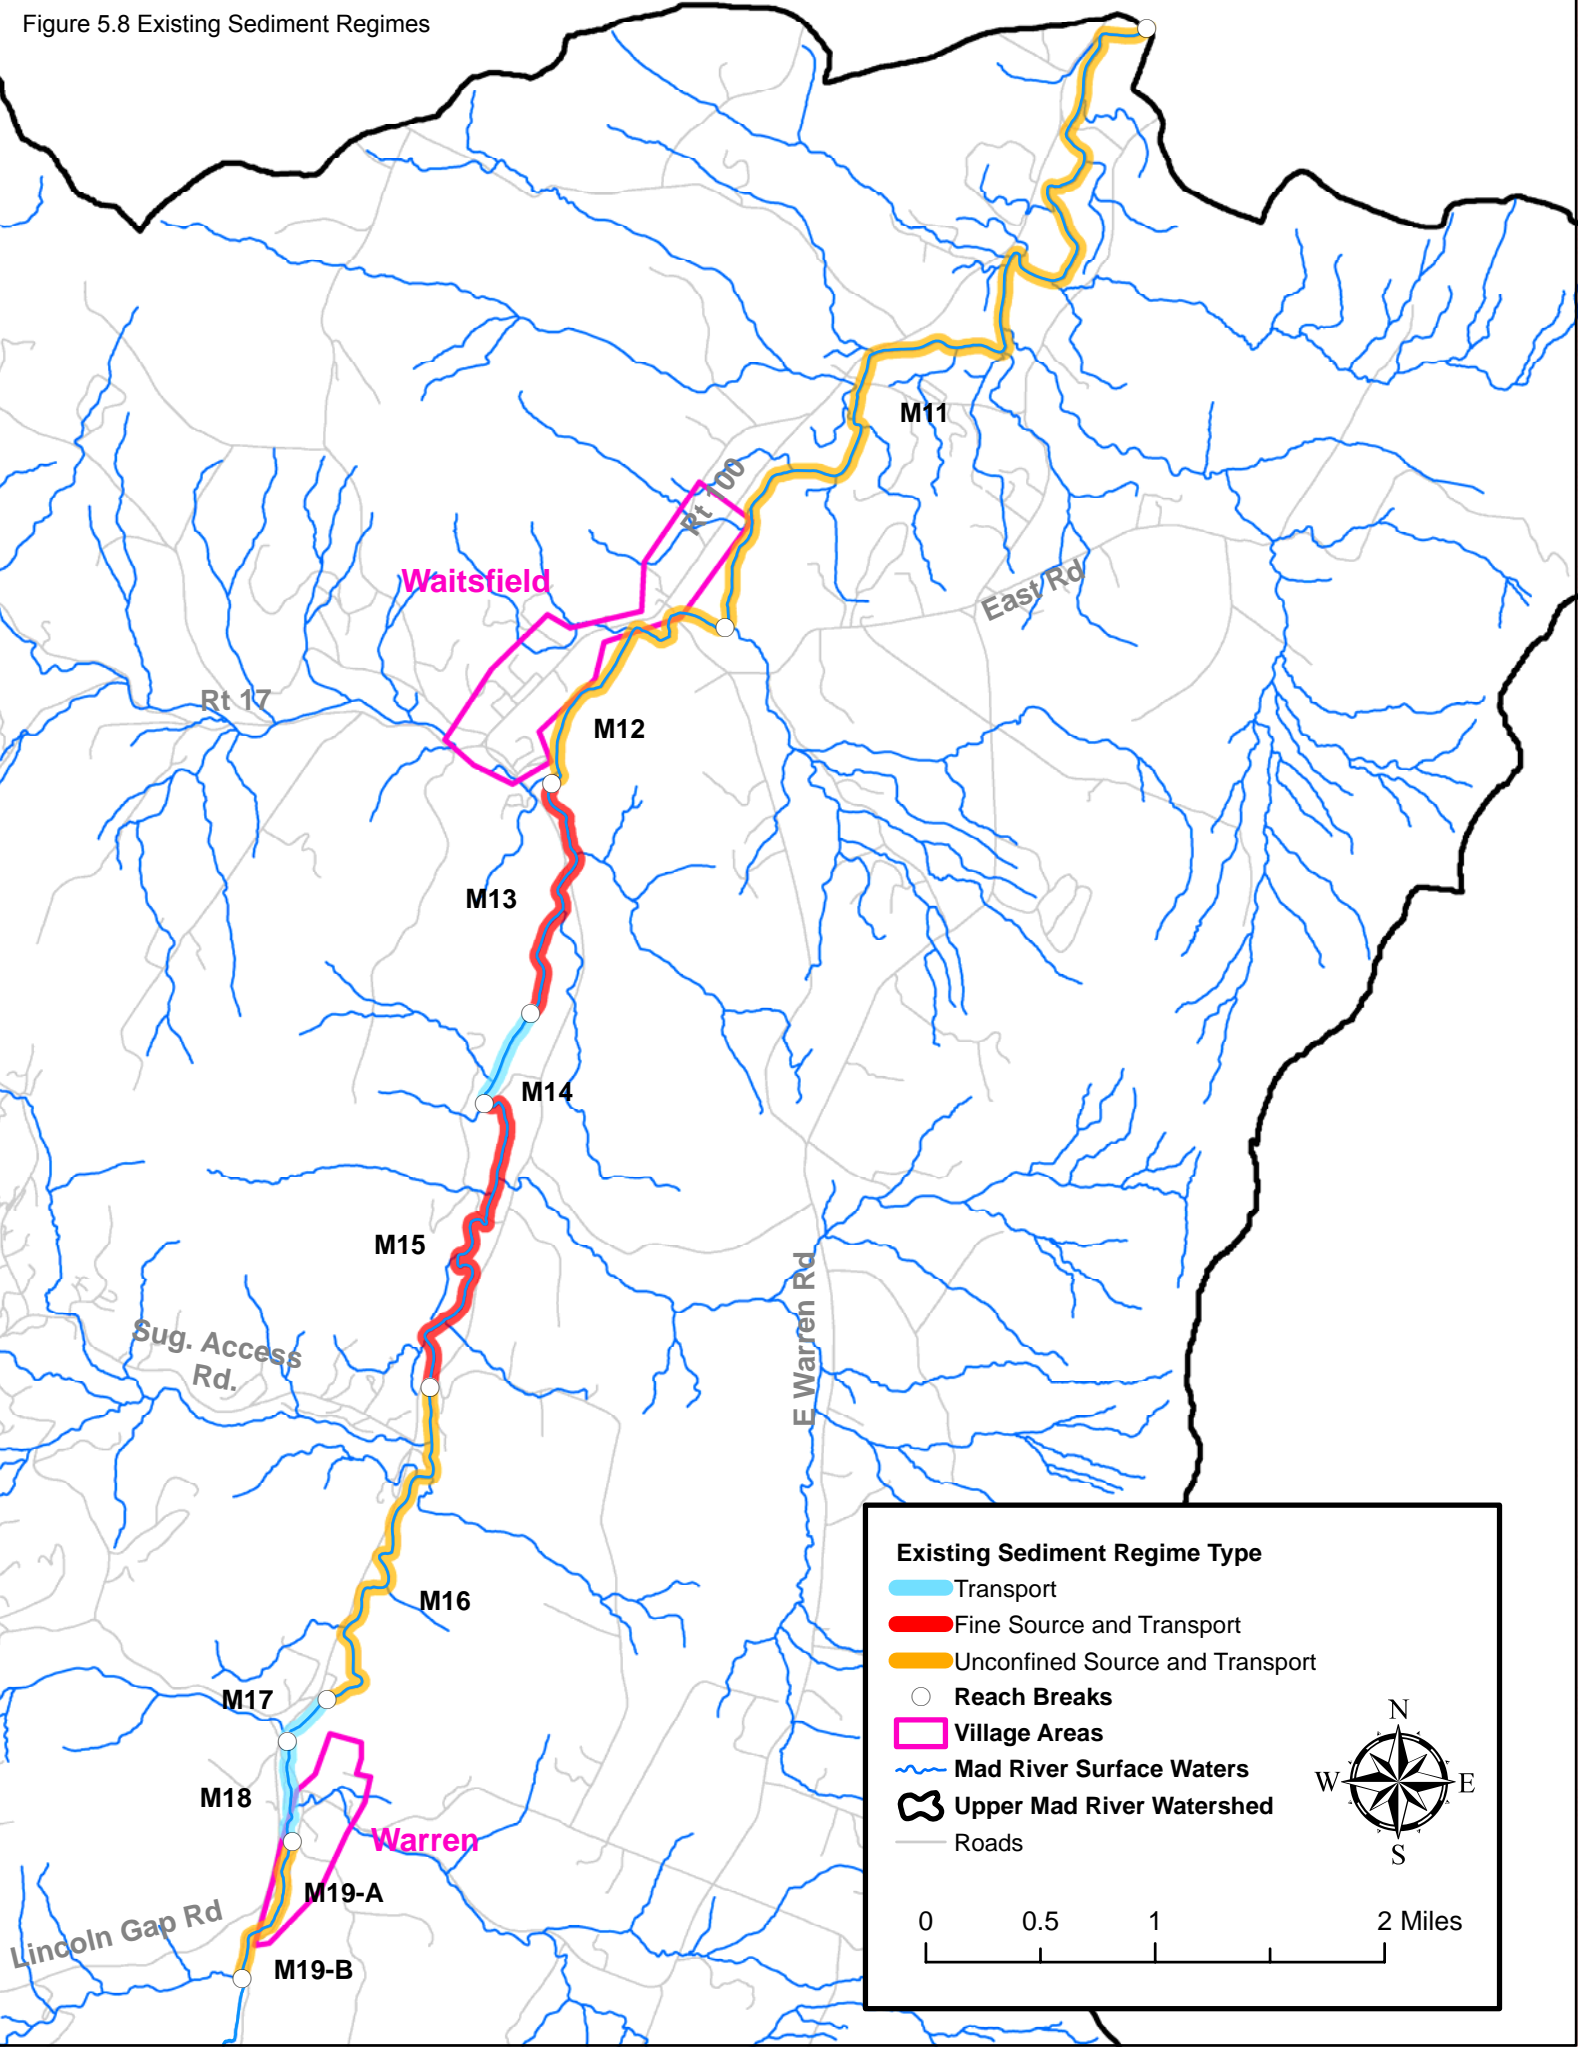 Figure 5.8 Existing Sediment Regimes
M11
Rt 100
Waitsfield
East Rd
Rt 17
M12
M13
M14
M15
Sug. Access
Rd.
E Warren Rd
M16
M17
M18
Warren
M19-A
Lincoln Gap Rd
M19-B
Existing Sediment Regime Type
Transport
Fine Source and Transport
Unconfined Source and Transport
Reach Breaks
Village Areas
Mad River Surface Waters
Upper Mad River Watershed
Roads
N
W E
S
0 0.5 1 2 Miles